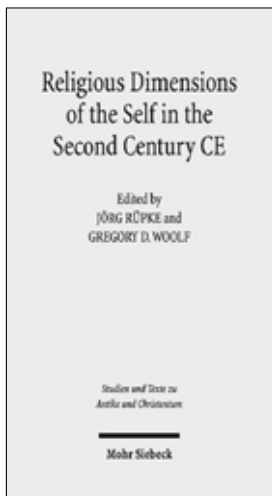 Religious Dimensions
of the Self in the
Second Century CE
Edited by
JÖRG RÜPKE and
GREGORY D. WOOLF
Studien und Texte zu
Antike und Christentum
Mohr Siebeck